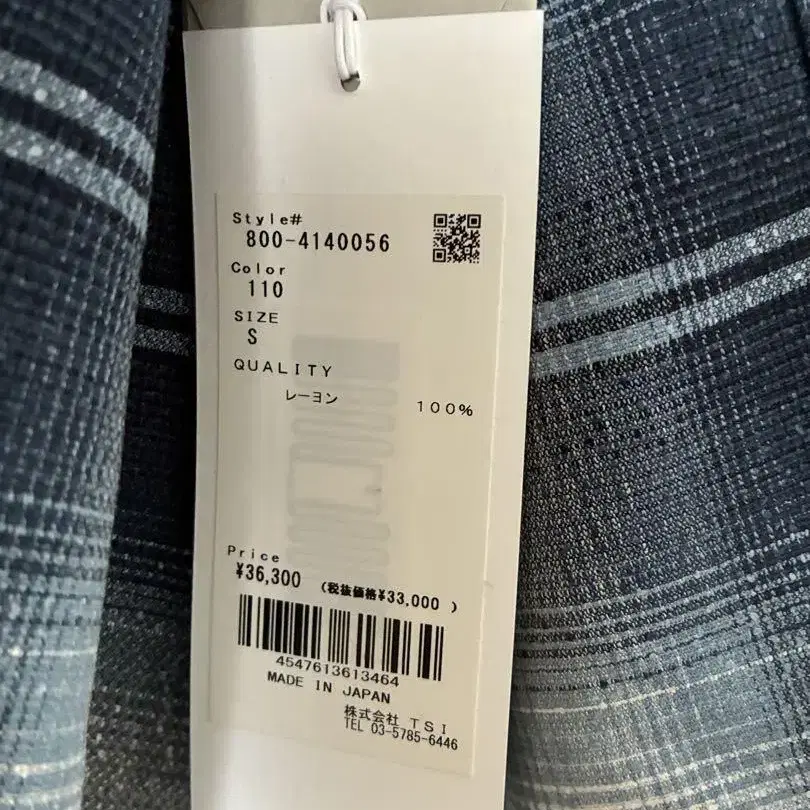 Style#
800-4140056
Color
110
SIZE
S
QUALITY
レーヨン 100%
Price
¥36,300 (税抜価格¥33,000 )
4547613613464
MADE IN JAPAN
株式会社 TSI
TEL 03-5785-6446